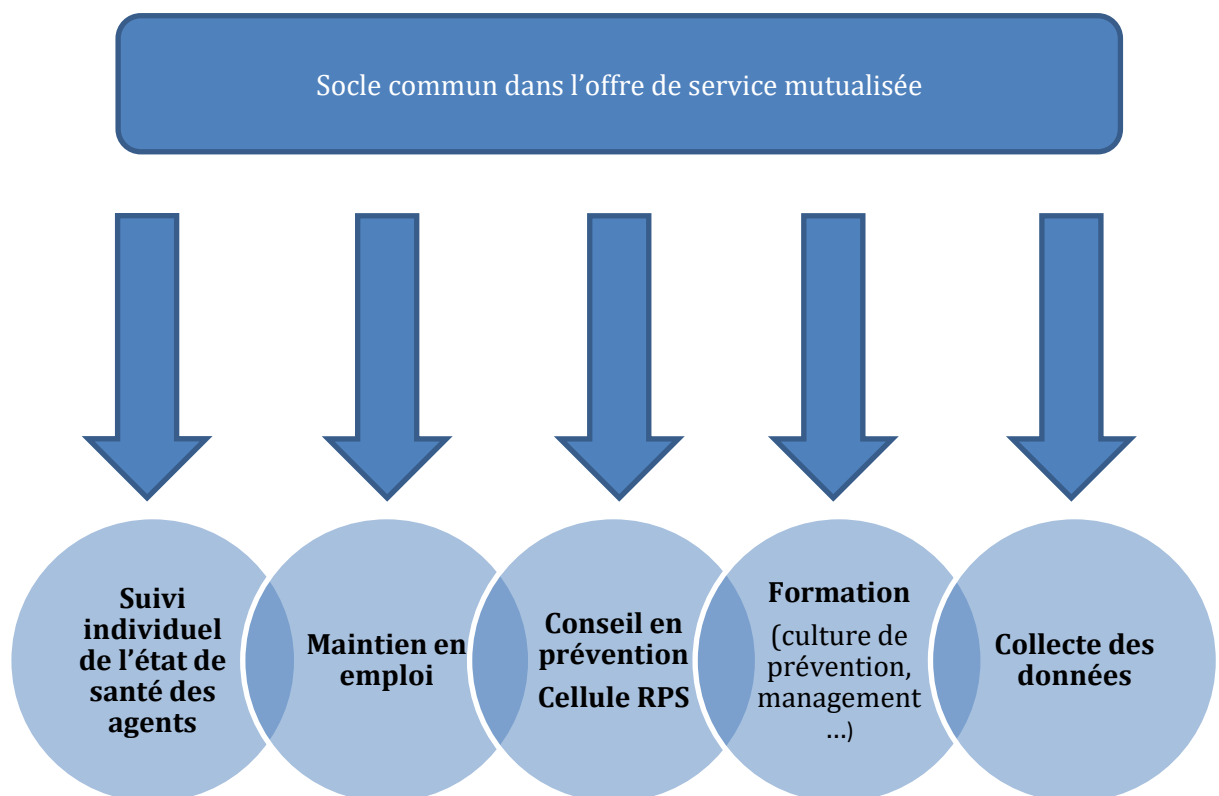 Socle commun dans l’offre de service mutualisée
Suivi
individuel
de l’état de
santé des
agents
Maintien en
emploi
Conseil en
prévention
Cellule RPS
Formation
(culture de
prévention,
management
...)
Collecte des
données